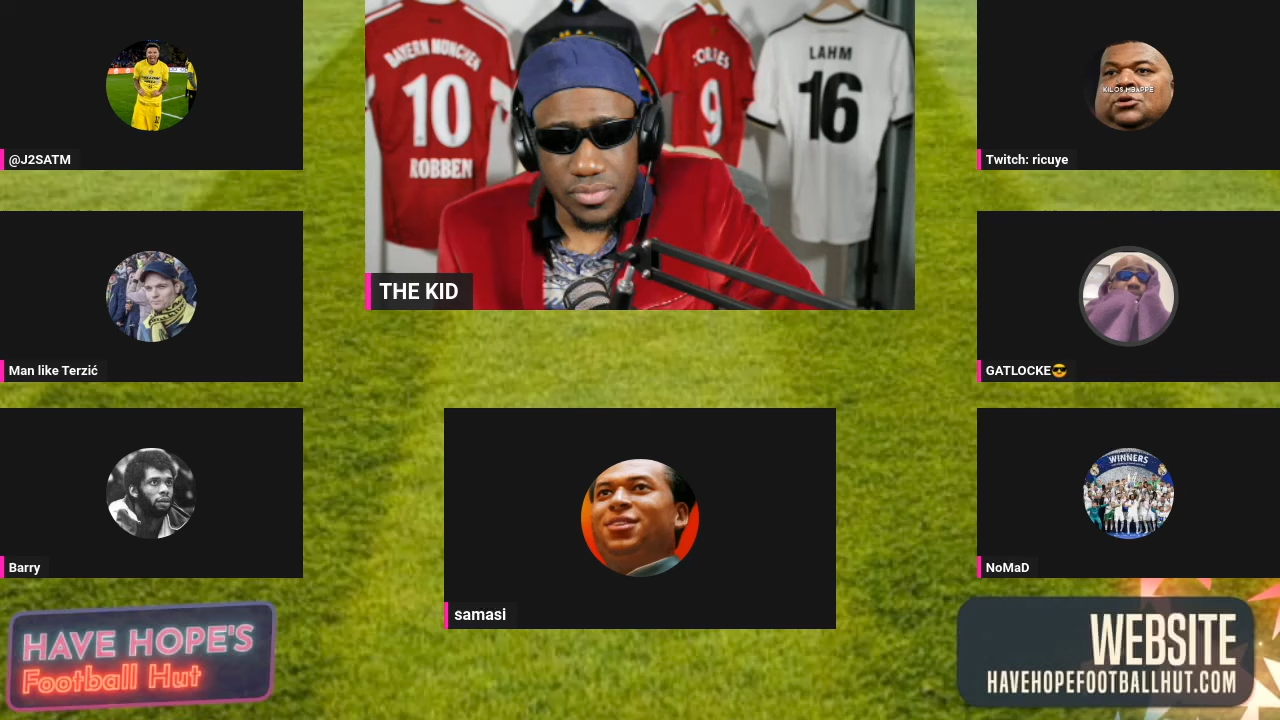 BAYERN MÜNCHEN
10
ROBBEN
TORRES
9
LAHM
16
@J2SATM
THE KID
KILOS MBAPPE
Twitch: ricuye
Man like Terzić
GATLOCKE😎
Barry
samasi
WINNERS
NoMaD
HAVE HOPE'S
Football Hut
WEBSITE
HAVEHOPEFOOTBALLHUT.COM